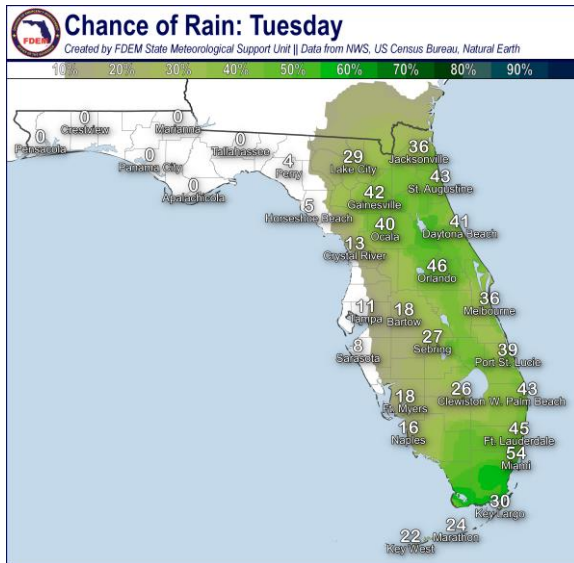 FDEM
Chance of Rain: Tuesday
Created by FDEM State Meteorological Support Unit || Data from NWS, US Census Bureau, Natural Earth
10% 20% 30% 40% 50% 60% 70% 80% 90%
0
Pensacola
0
Crestview
0
Marianna
0
Panama City
0
Apalachicola
0
Tallahassee
4
Perry
5
Horseshoe Beach
29
Lake City
36
Jacksonville
43
St. Augustine
42
Gainesville
40
Ocala
41
Daytona Beach
13
Crystal River
46
Orlando
36
Melbourne
11
Tampa
18
Bartow
8
Sarasota
27
Sebring
39
Port St. Lucie
18
Ft. Myers
26
Clewiston
43
W. Palm Beach
16
Naples
45
Ft. Lauderdale
54
Miami
30
Key Largo
24
Marathon
22
Key West